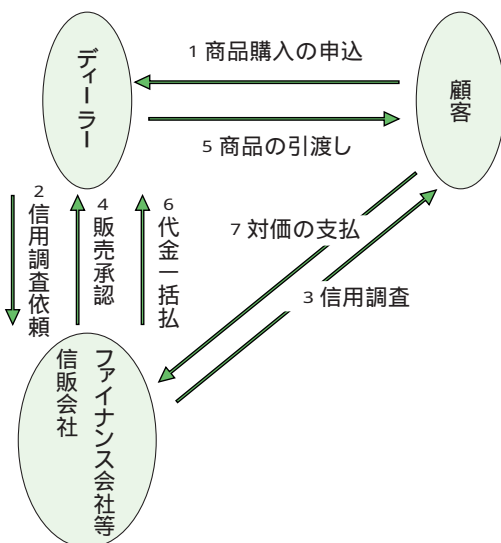 ディーラー
1 商品購入の申込
顧客
5 商品の引渡し
2 信用調査依頼
4 販売承認
6 代金一括払
7 対価の支払
3 信用調査
ファイナンス会社等
信販会社